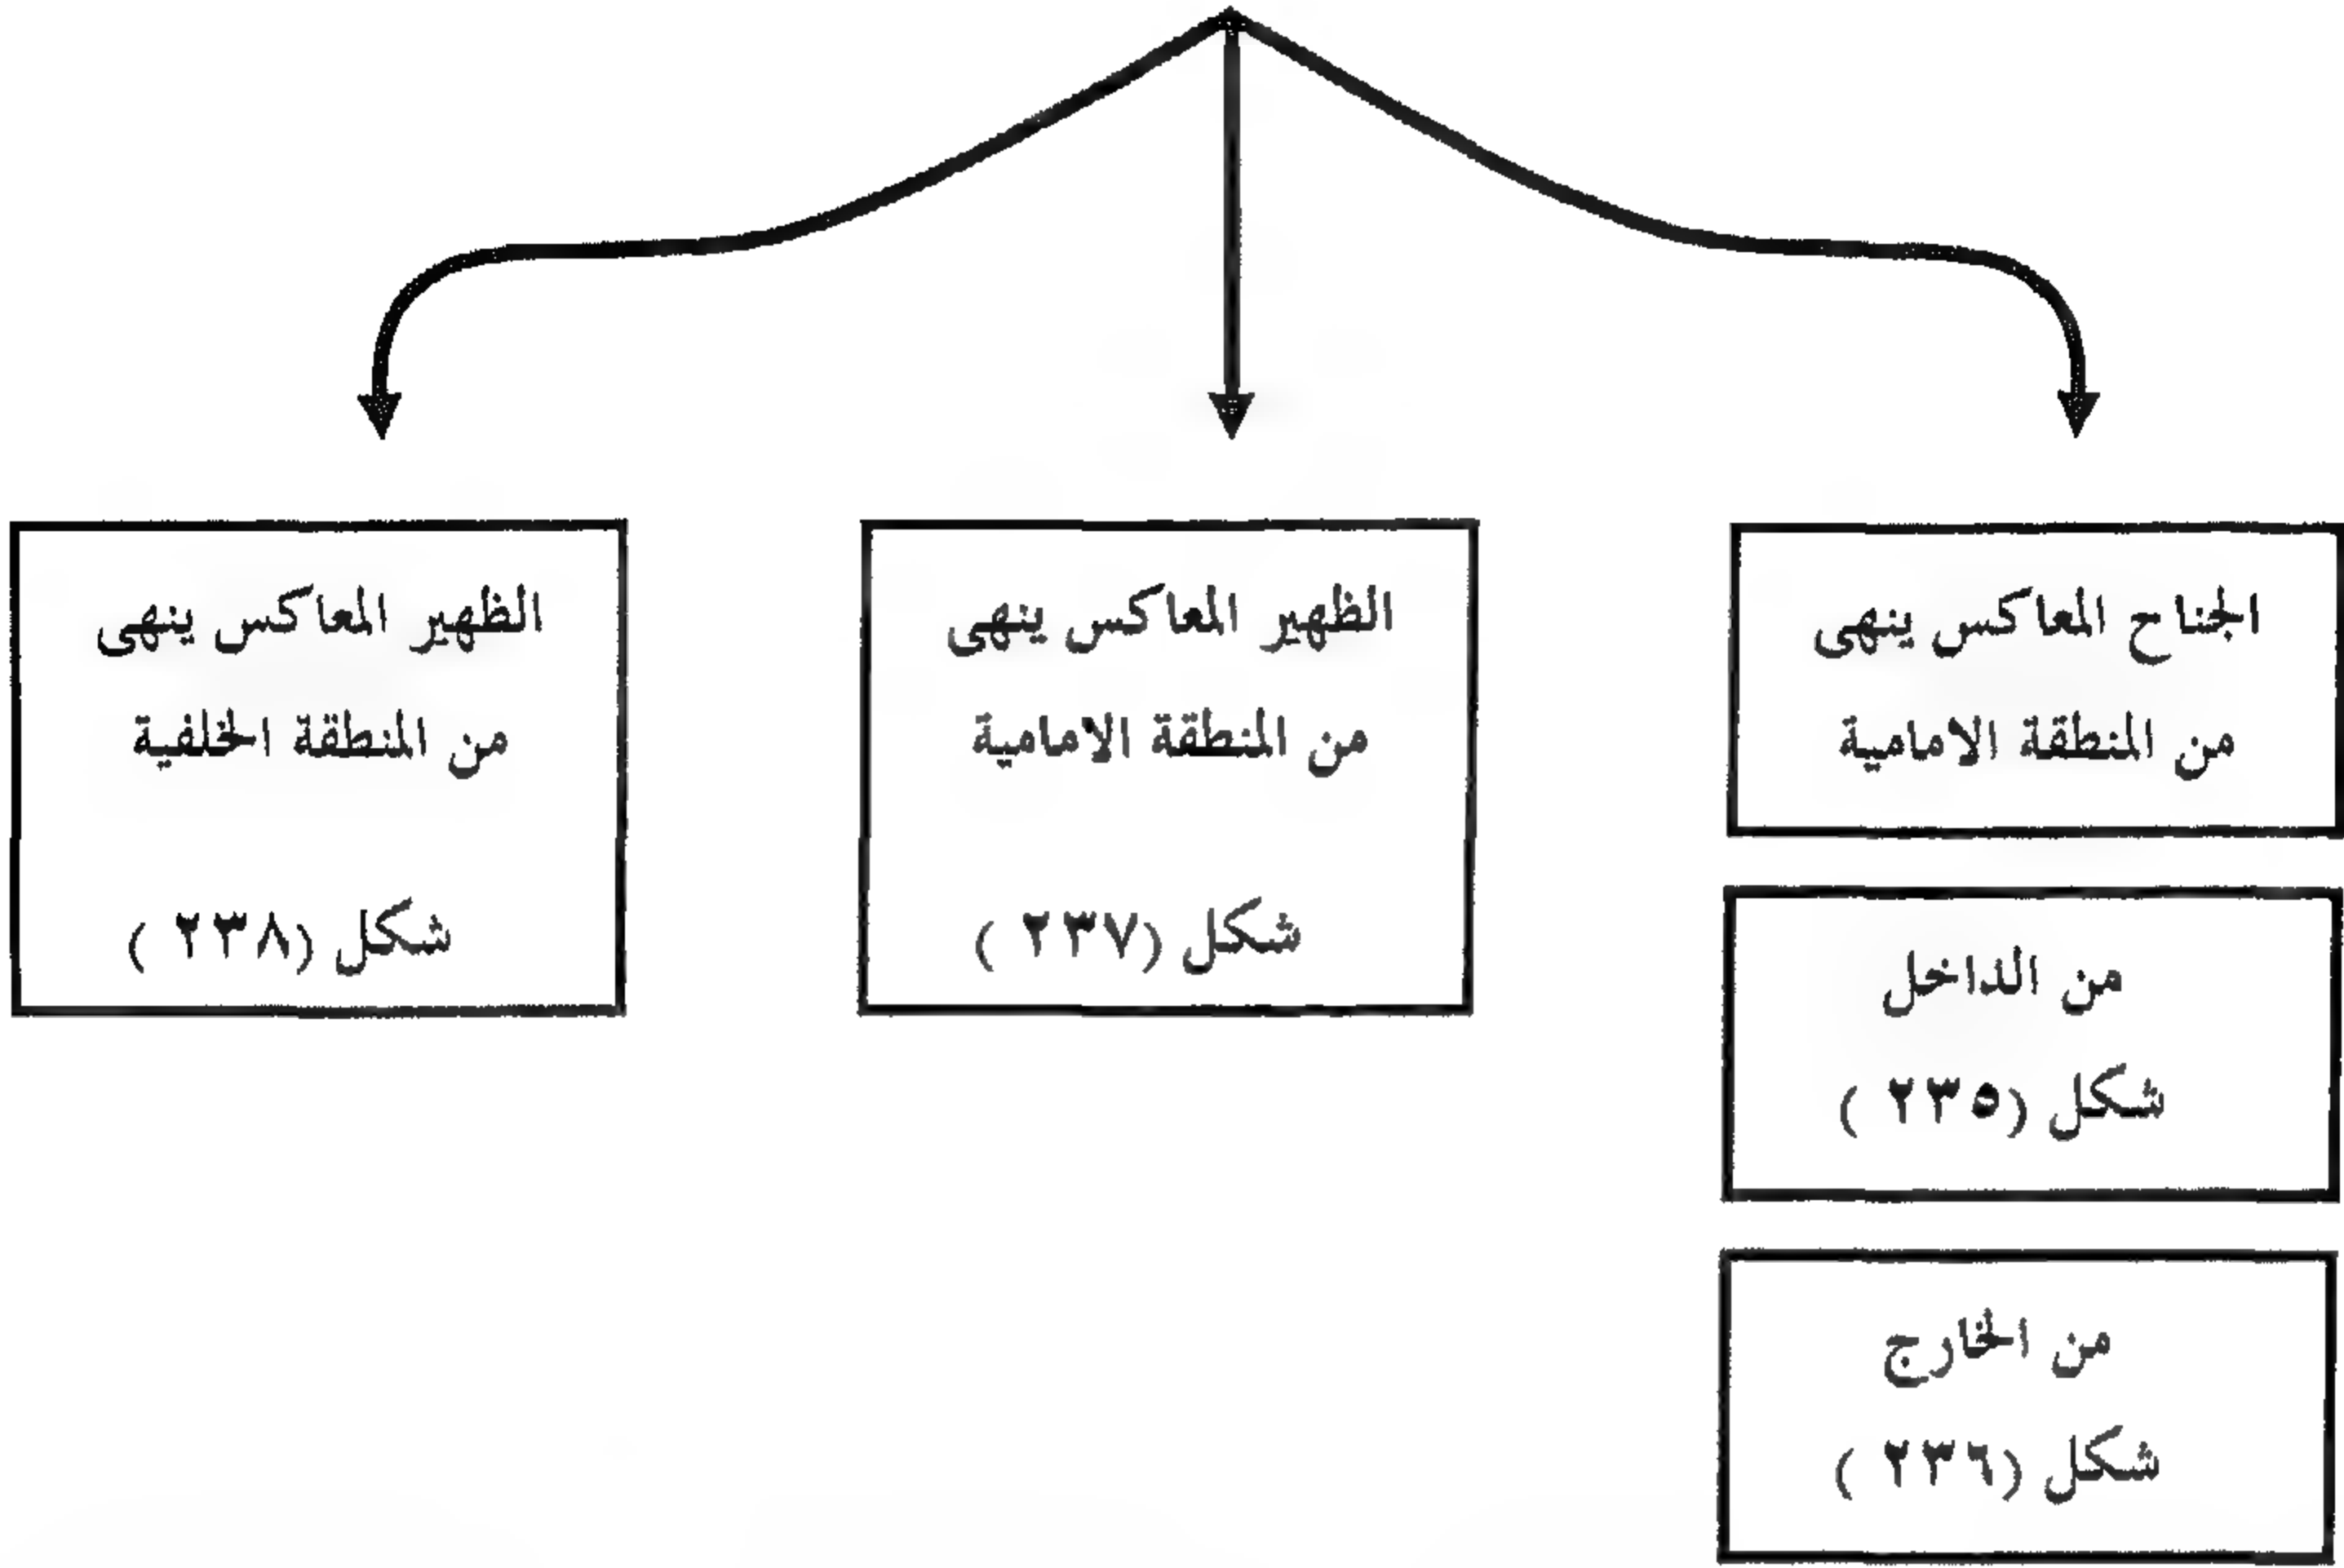 الجناح المعاكس ينهى
من المنطقة الامامية
من الداخل
شكل (٢٣٥ )
من الخارج
شكل (٢٣٦ )
الظهير المعاكس ينهى
من المنطقة الامامية
شكل (٢٣٧ )
الظهير المعاكس ينهى
من المنطقة الخلفية
شكل (٢٣٨ )